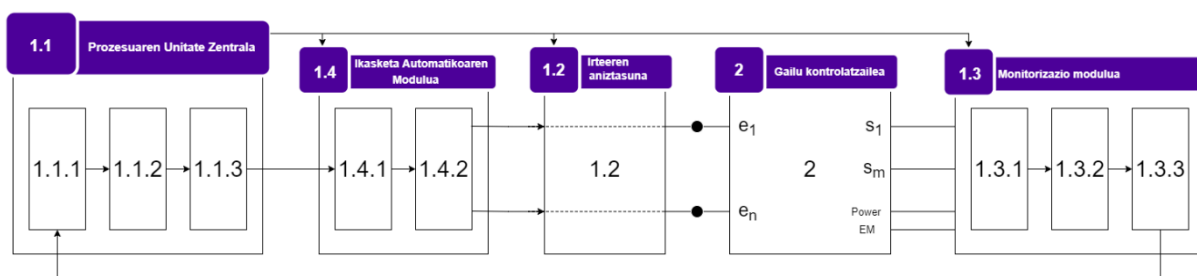 1.1
Prozesuaren Unitate Zentrala
1.4
Ikasketa Automatikoaren
Modulua
1.2
Irteeren
aniztasuna
2
Gailu kontrolatzailea
1.3
Monitorizazio modulua
1.1.1
1.1.2
1.1.3
1.4.1
1.4.2
1.2
e1
en
2
s1
sm
Power
EM
1.3.1
1.3.2
1.3.3